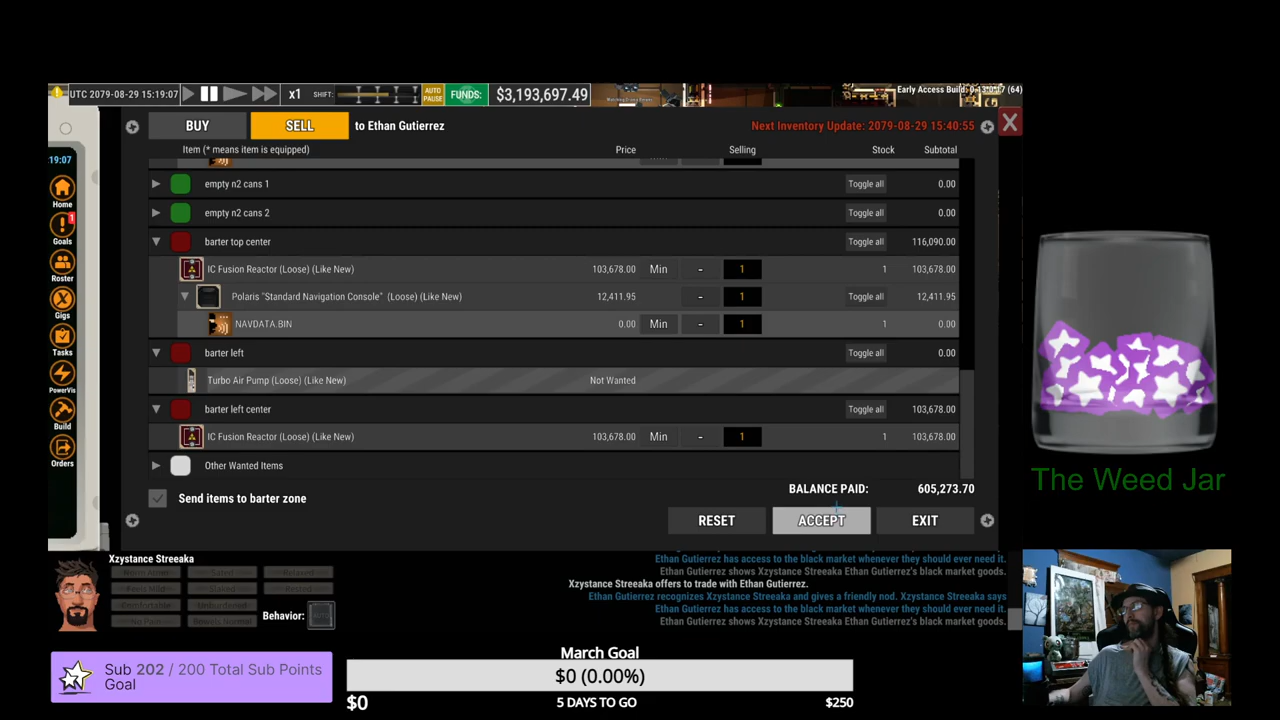 UTC 2079-08-29 15:19:07
x1
SHIFT:
AUTO PAUSE
FUNDS:
$3,193,697.49
Early Access Build: 0.13.0.17 (64)
BUY
SELL
to Ethan Gutierrez
Next Inventory Update: 2079-08-29 15:40:55
X
Item (* means item is equipped)
Price
Selling
Stock
Subtotal
19:07
empty n2 cans 1
Toggle all
0.00
empty n2 cans 2
Toggle all
0.00
barter top center
Toggle all
116,090.00
IC Fusion Reactor (Loose) (Like New)
103,678.00
Min
-
1
1
103,678.00
Polaris "Standard Navigation Console" (Loose) (Like New)
12,411.95
-
1
Toggle all
12,411.95
NAVDATA.BIN
0.00
Min
-
1
1
0.00
barter left
Toggle all
0.00
Turbo Air Pump (Loose) (Like New)
Not Wanted
barter left center
Toggle all
103,678.00
IC Fusion Reactor (Loose) (Like New)
103,678.00
Min
-
1
1
103,678.00
Other Wanted Items
Send items to barter zone
BALANCE PAID:
605,273.70
RESET
ACCEPT
EXIT
Home
1
Goals
Roster
Gigs
Tasks
PowerVis
Build
Orders
The Weed Jar
Xzystance Streeaka
Behavior:
Ethan Gutierrez has access to the black market whenever they should ever need it.
Ethan Gutierrez shows Xzystance Streeaka Ethan Gutierrez's black market goods.
Xzystance Streeaka offers to trade with Ethan Gutierrez.
Ethan Gutierrez recognizes Xzystance Streeaka and gives a friendly nod. Xzystance Streeaka says
Ethan Gutierrez has access to the black market whenever they should ever need it.
Ethan Gutierrez shows Xzystance Streeaka Ethan Gutierrez's black market goods.
Sub 202 / 200 Total Sub Points
Goal
March Goal
$0 (0.00%)
$0
5 DAYS TO GO
$250